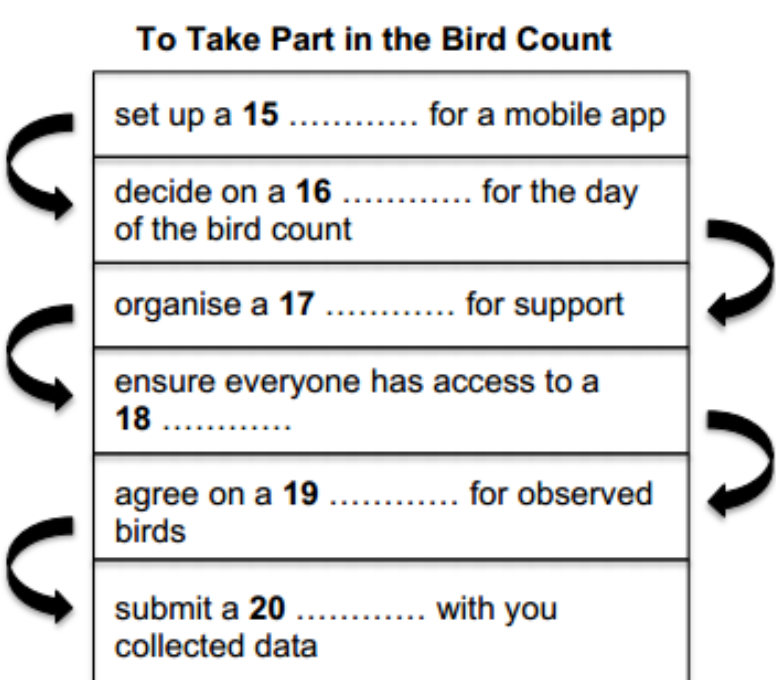 To Take Part in the Bird Count
set up a 15 ………… for a mobile app
decide on a 16 ………… for the day
of the bird count
organise a 17 ………… for support
ensure everyone has access to a
18 …………
agree on a 19 ………… for observed
birds
submit a 20 ………… with you
collected data